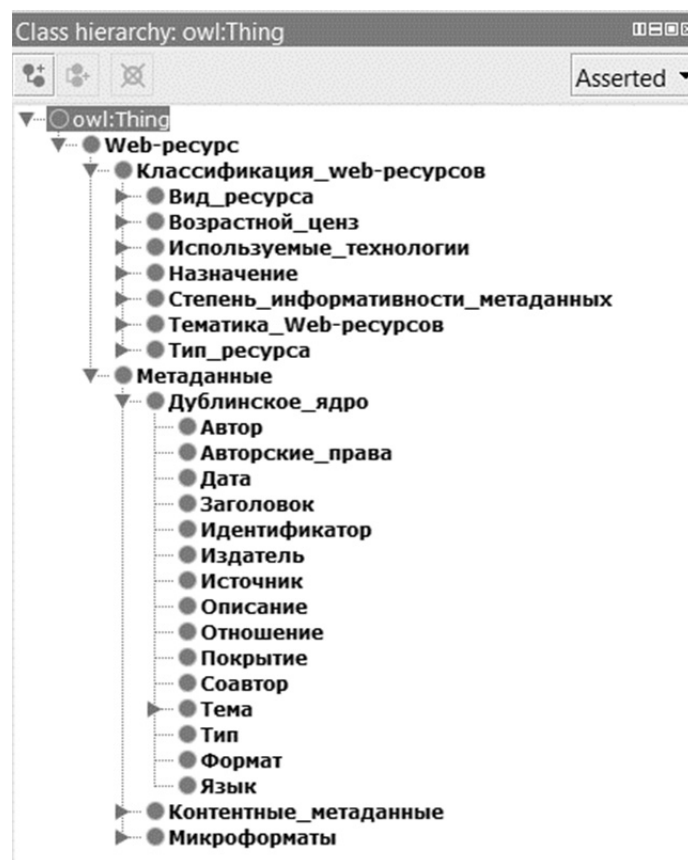 Class hierarchy: owl:Thing
Asserted
owl:Thing
Web-ресурс
Классификация_web-ресурсов
Вид_ресурса
Возрастной_ценз
Используемые_технологии
Назначение
Степень_информативности_метаданных
Тематика_Web-ресурсов
Тип_ресурса
Метаданные
Дублинское_ядро
Автор
Авторские_права
Дата
Заголовок
Идентификатор
Издатель
Источник
Описание
Отношение
Покрытие
Соавтор
Тема
Тип
Формат
Язык
Контентные_метаданные
Микроформаты